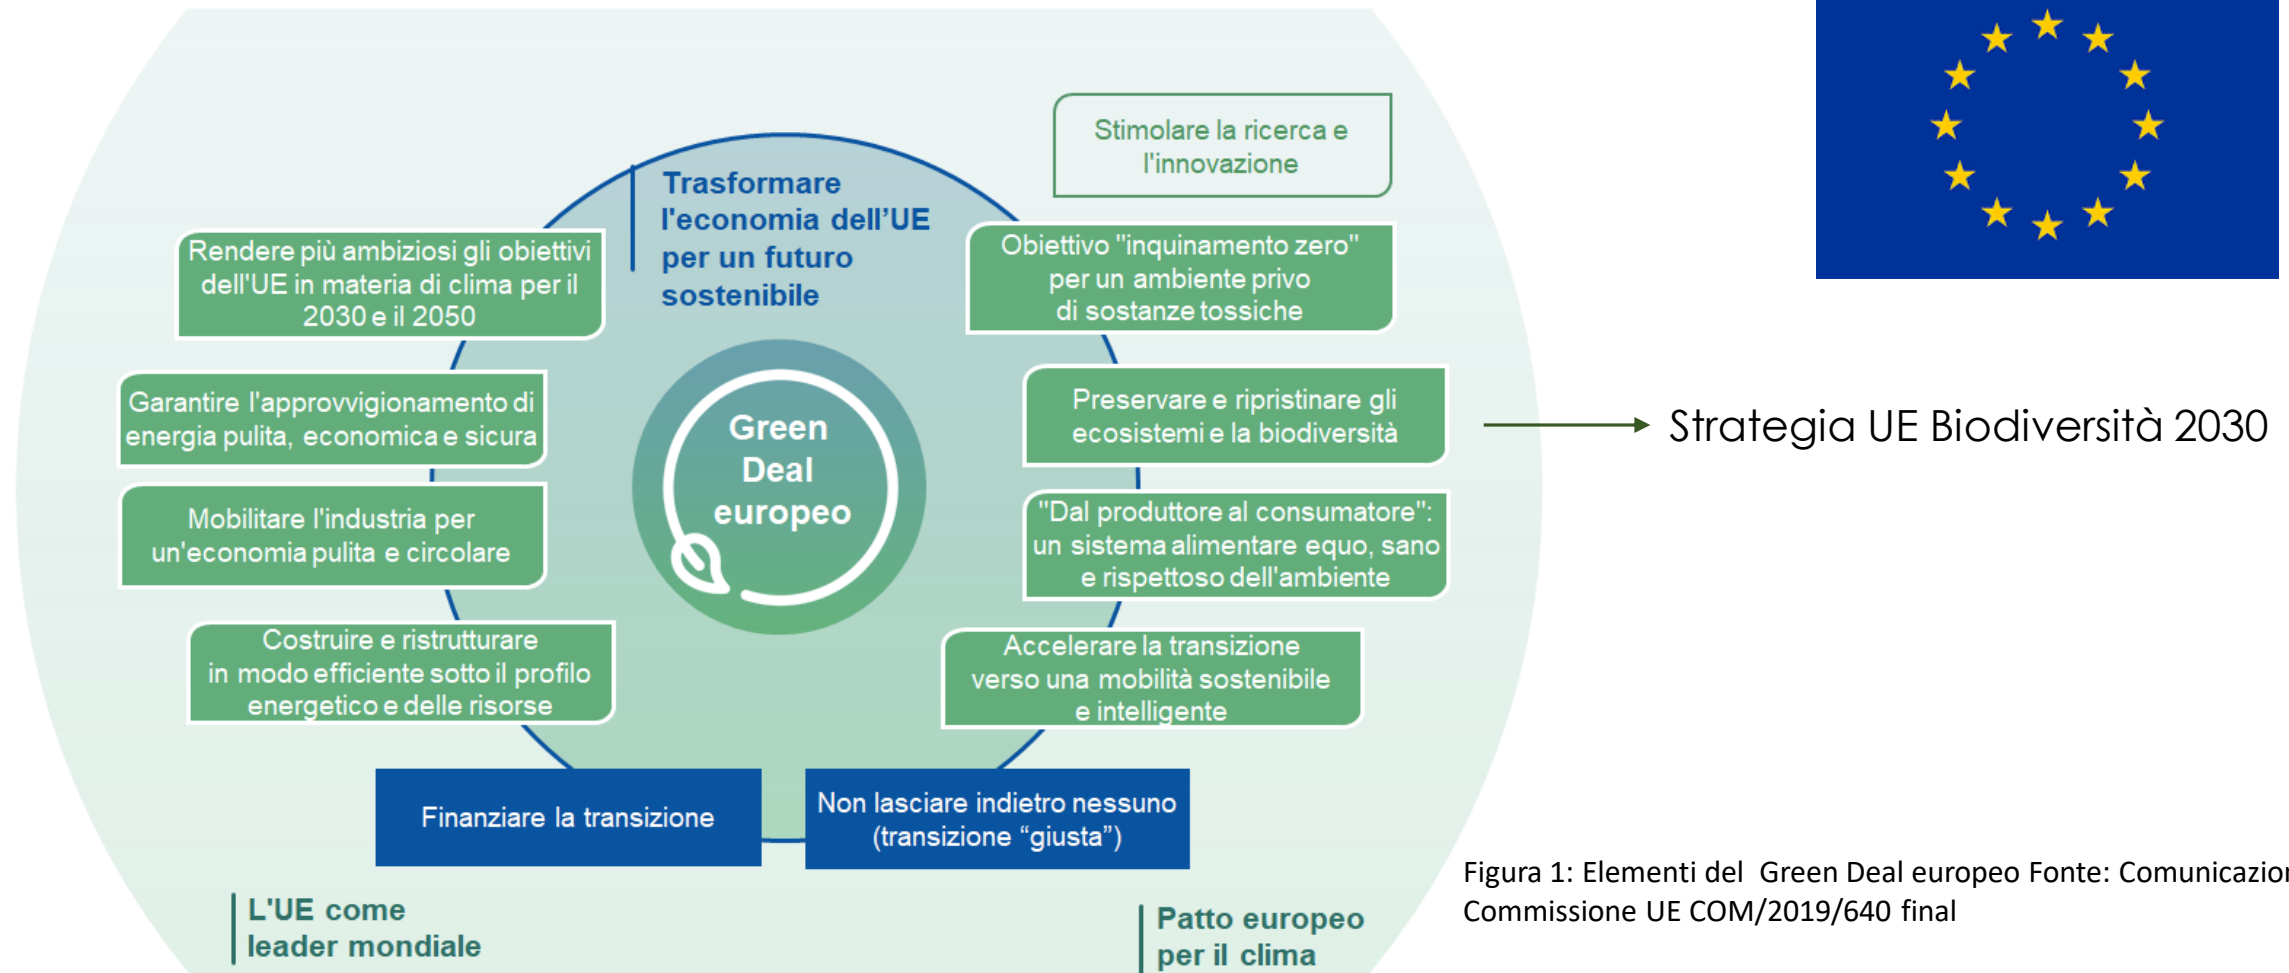 Stimolare la ricerca e
l'innovazione
Trasformare
l'economia dell’UE
per un futuro
sostenibile
Rendere più ambiziosi gli obiettivi
dell'UE in materia di clima per il
2030 e il 2050
Obiettivo "inquinamento zero"
per un ambiente privo
di sostanze tossiche
Garantire l'approvvigionamento di
energia pulita, economica e sicura
Green
Deal
europeo
Preservare e ripristinare gli
ecosistemi e la biodiversità
Strategia UE Biodiversità 2030
Mobilitare l'industria per
un'economia pulita e circolare
"Dal produttore al consumatore":
un sistema alimentare equo, sano
e rispettoso dell'ambiente
Costruire e ristrutturare
in modo efficiente sotto il profilo
energetico e delle risorse
Accelerare la transizione
verso una mobilità sostenibile
e intelligente
Finanziare la transizione
Non lasciare indietro nessuno
(transizione “giusta”)
Figura 1: Elementi del Green Deal europeo Fonte: Comunicazion
Commissione UE COM/2019/640 final
L'UE come
leader mondiale
Patto europeo
per il clima